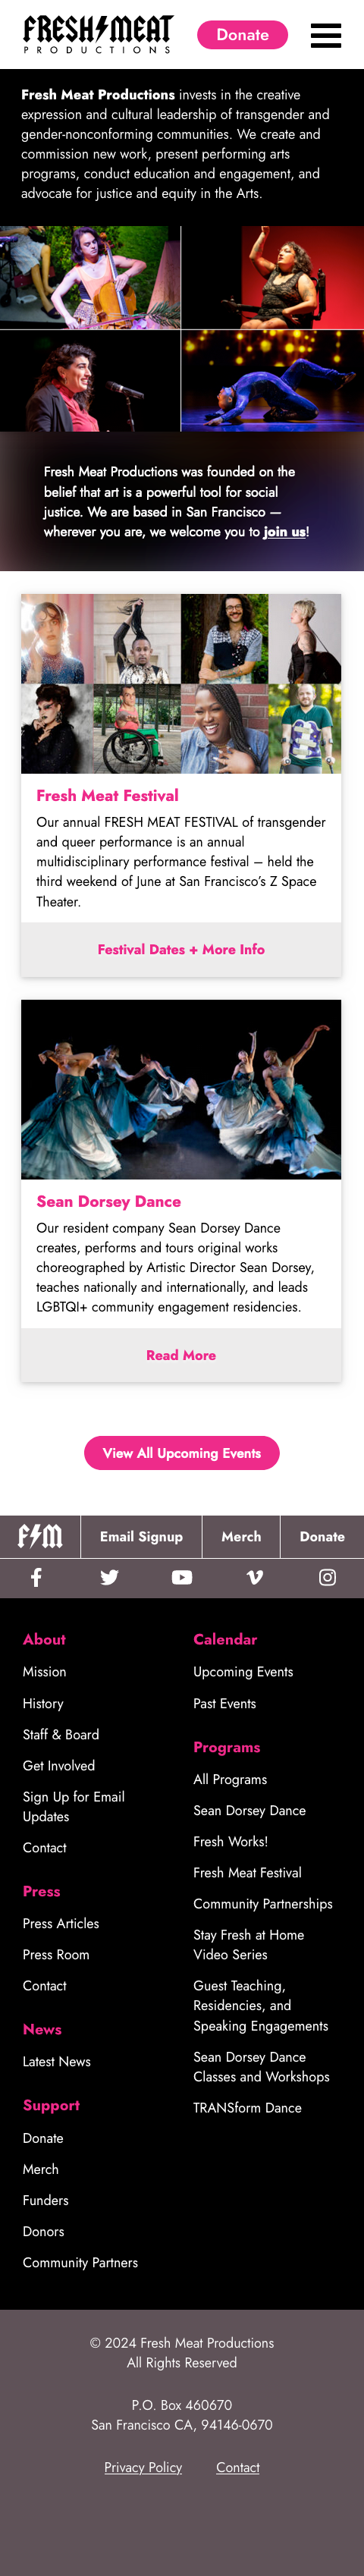 FRESH MEAT
PRODUCTIONS
Donate
Fresh Meat Productions invests in the creative
expression and cultural leadership of transgender and
gender-nonforming communities. We create and
commission new work, present performing arts
programs, conduct education and engagement, and
advocate for justice and equity in the Arts.
Fresh Meat Productions was founded on the
belief that art is a powerful tool for social
justice. We are based in San Francisco —
wherever you are, we welcome you to join us!
Fresh Meat Festival
Our annual FRESH MEAT FESTIVAL of transgender
and queer performance is an annual
multidisciplinary performance festival – held the
third weekend of June at San Francisco’s Z Space
Theater.
Festival Dates + More Info
Sean Dorsey Dance
Our resident company Sean Dorsey Dance
creates, performs and tours original works
choreographed by Artistic Director Sean Dorsey,
teaches nationally and internationally, and leads
LGBTQI+ community engagement residencies.
Read More
View All Upcoming Events
F M
Email Signup
Merch
Donate
About
Mission
History
Staff & Board
Get Involved
Sign Up for Email
Updates
Contact
Press
Press Articles
Press Room
Contact
News
Latest News
Support
Donate
Merch
Funders
Donors
Community Partners
Calendar
Upcoming Events
Past Events
Programs
All Programs
Sean Dorsey Dance
Fresh Works!
Fresh Meat Festival
Community Partnerships
Stay Fresh at Home
Video Series
Guest Teaching,
Residencies, and
Speaking Engagements
Sean Dorsey Dance
Classes and Workshops
TRANSform Dance
© 2024 Fresh Meat Productions
All Rights Reserved
P.O. Box 460670
San Francisco CA, 94146-0670
Privacy Policy
Contact